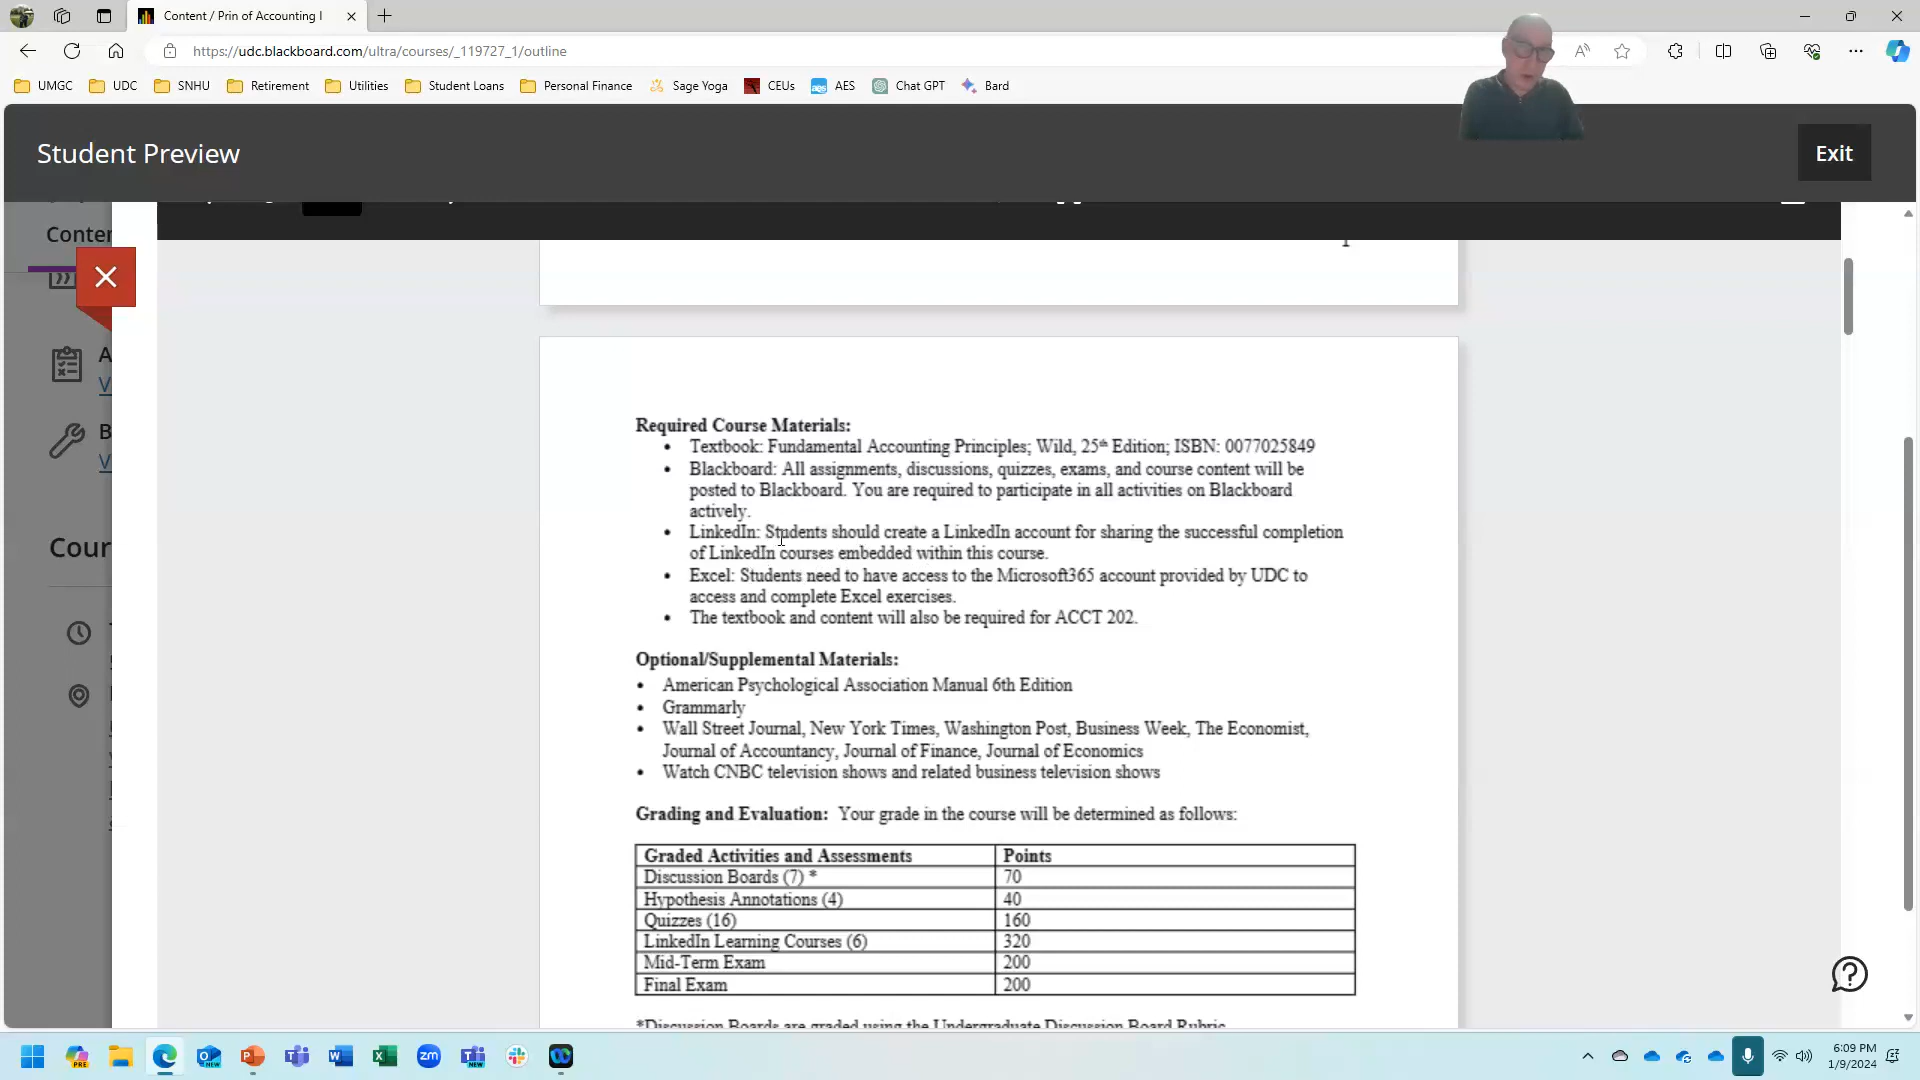 Content / Prin of Accounting I
https://udc.blackboard.com/ultra/courses/_119727_1/outline
UMGC UDC SNHU Retirement Utilities Student Loans Personal Finance Sage Yoga CEUs AES Chat GPT Bard
Student Preview
Exit
Conter
A
V
B
V
Cour
Required Course Materials:
• Textbook: Fundamental Accounting Principles; Wild, 25th Edition; ISBN: 0077025849
• Blackboard: All assignments, discussions, quizzes, exams, and course content will be
posted to Blackboard. You are required to participate in all activities on Blackboard
actively.
• LinkedIn: Students should create a LinkedIn account for sharing the successful completion
of LinkedIn courses embedded within this course.
• Excel: Students need to have access to the Microsoft365 account provided by UDC to
access and complete Excel exercises.
• The textbook and content will also be required for ACCT 202.
Optional/Supplemental Materials:
• American Psychological Association Manual 6th Edition
• Grammarly
• Wall Street Journal, New York Times, Washington Post, Business Week, The Economist,
Journal of Accountancy, Journal of Finance, Journal of Economics
• Watch CNBC television shows and related business television shows
Grading and Evaluation: Your grade in the course will be determined as follows:
Graded Activities and Assessments Points
Discussion Boards (7) * 70
Hypothesis Annotations (4) 40
Quizzes (16) 160
LinkedIn Learning Courses (6) 320
Mid-Term Exam 200
Final Exam 200
*Discussion Boards are graded using the Undergraduate Discussion Board Rubric
6:09 PM
1/9/2024